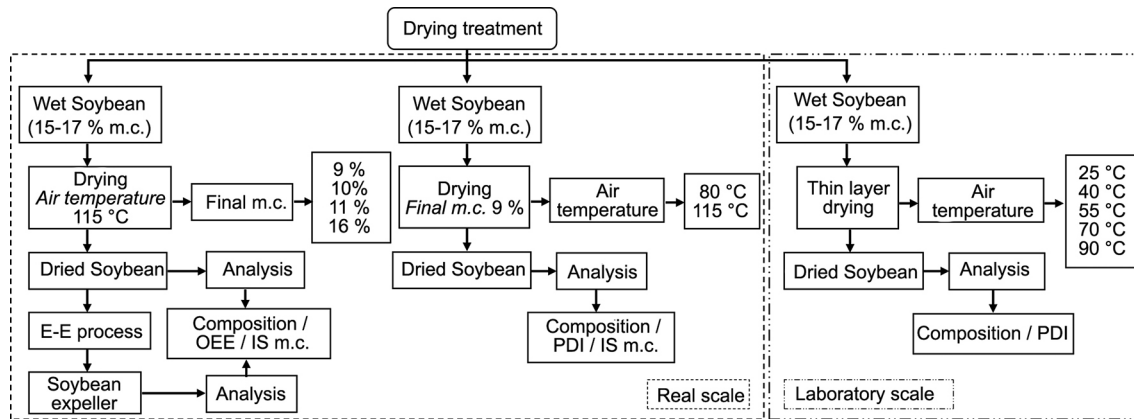 Drying treatment
Wet Soybean
(15-17 % m.c.)
Drying
Air temperature
115 °C
Final m.c.
9 %
10%
11 %
16 %
Dried Soybean
Analysis
E-E process
Composition /
OEE / IS m.c.
Soybean
expeller
Analysis
Wet Soybean
(15-17 % m.c.)
Drying
Final m.c. 9 %
Air
temperature
80 °C
115 °C
Dried Soybean
Analysis
Composition /
PDI / IS m.c.
Real scale
Wet Soybean
(15-17 % m.c.)
Thin layer
drying
Air
temperature
25 °C
40 °C
55 °C
70 °C
90 °C
Dried Soybean
Analysis
Composition / PDI
Laboratory scale